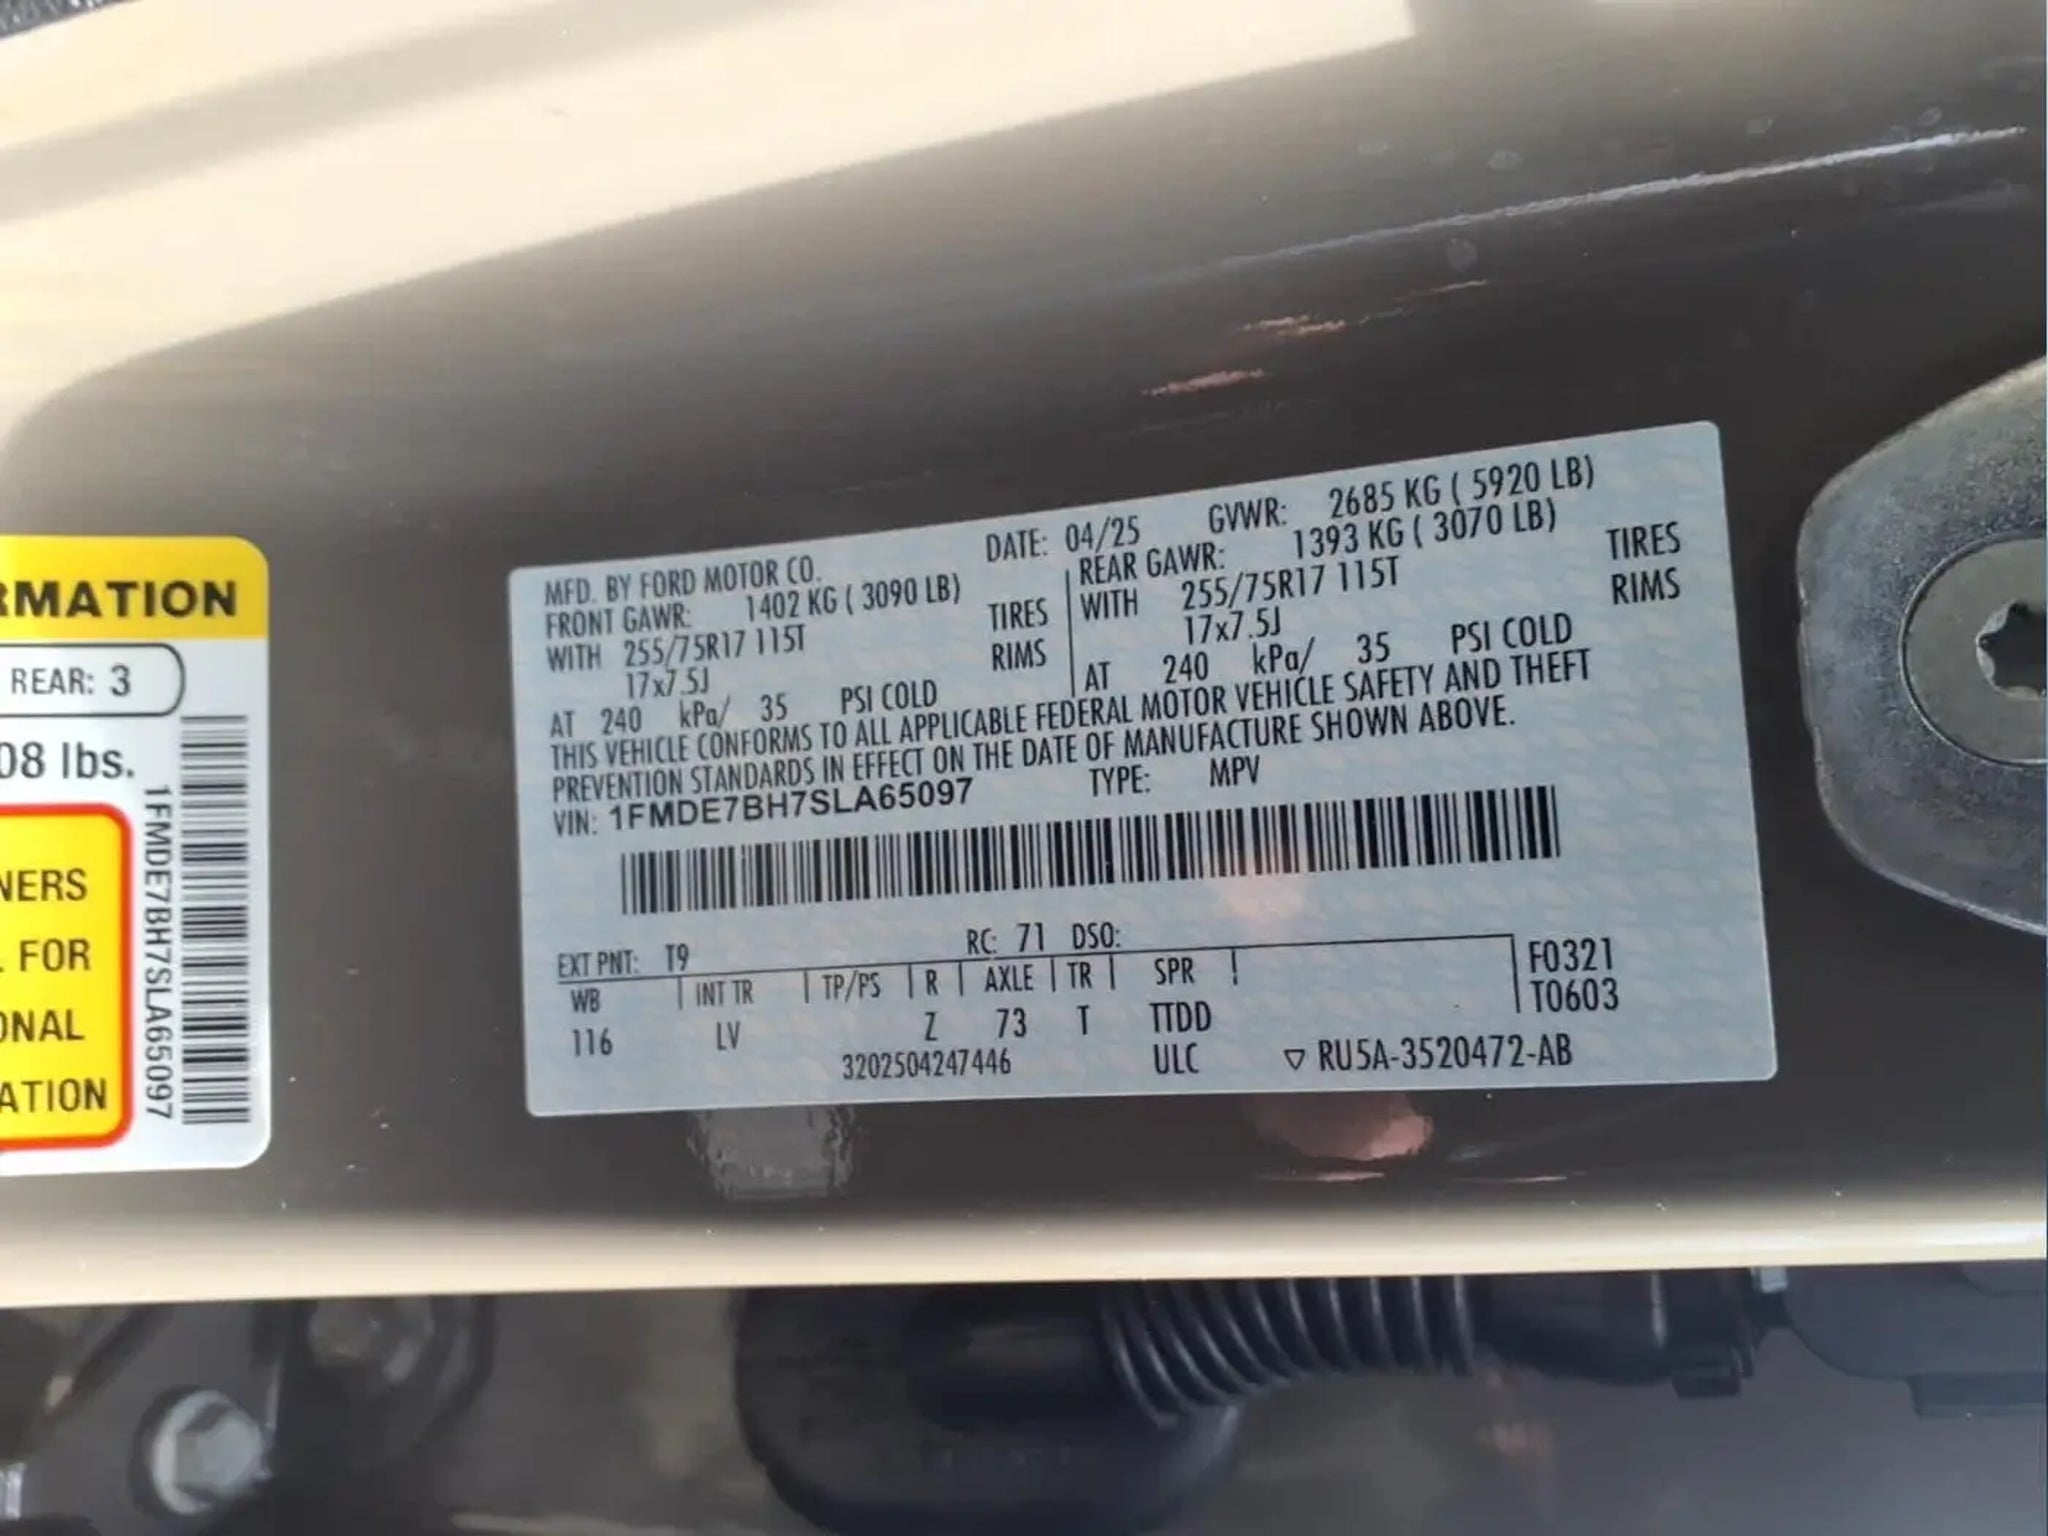 RMATION
REAR: 3
08 lbs.
NERS
FOR
ONAL
ATION
1FMDE7BH7SLA65097
MFD. BY FORD MOTOR CO. DATE: 04/25 GVWR: 2685 KG ( 5920 LB)
FRONT GAWR: 1402 KG ( 3090 LB) REAR GAWR: 1393 KG ( 3070 LB)
WITH 255/75R17 115T TIRES WITH 255/75R17 115T TIRES
17x7.5J RIMS 17x7.5J RIMS
AT 240 kPa/ 35 PSI COLD AT 240 kPa/ 35 PSI COLD
THIS VEHICLE CONFORMS TO ALL APPLICABLE FEDERAL MOTOR VEHICLE SAFETY AND THEFT
PREVENTION STANDARDS IN EFFECT ON THE DATE OF MANUFACTURE SHOWN ABOVE.
VIN: 1FMDE7BH7SLA65097 TYPE: MPV
EXT PNT: T9 RC: 71 DSO:
WB | INT TR | TP/PS | R | AXLE | TR | SPR F0321
116 LV Z 73 T TTDD T0603
3202504247446 ULC ▽ RU5A-3520472-AB